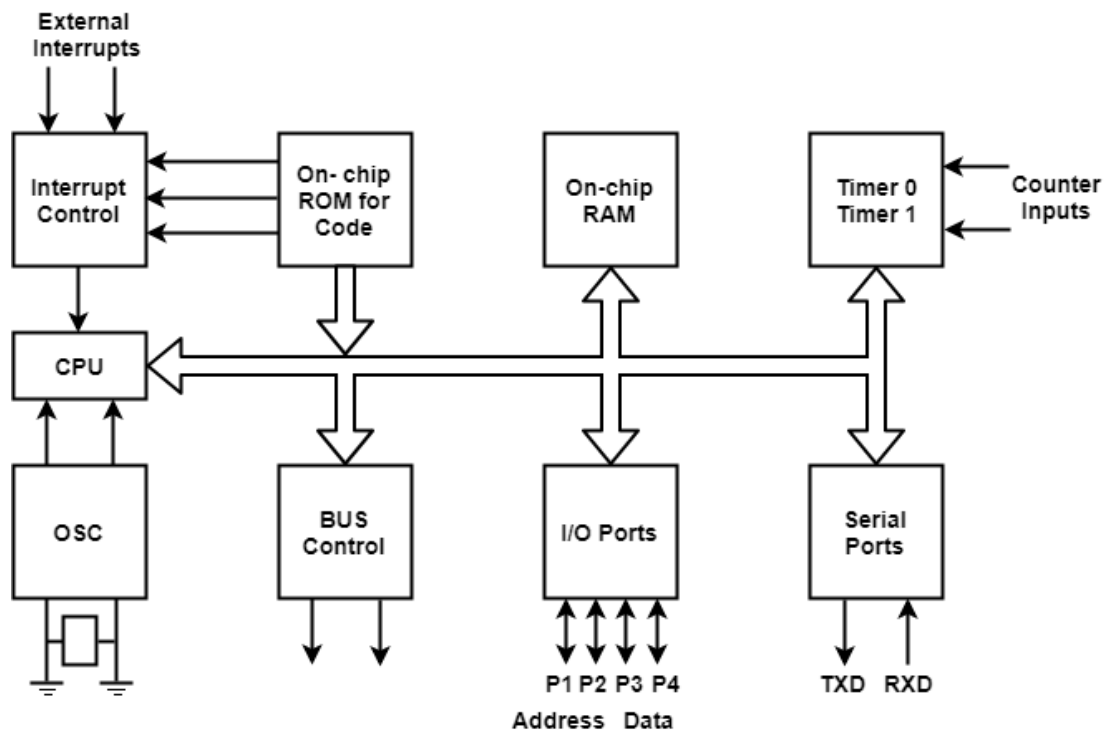 External
Interrupts
Interrupt
Control
On- chip
ROM for
Code
On-chip
RAM
Timer 0
Timer 1
Counter
Inputs
CPU
OSC
BUS
Control
I/O Ports
Serial
Ports
P1 P2 P3 P4
TXD RXD
Address Data